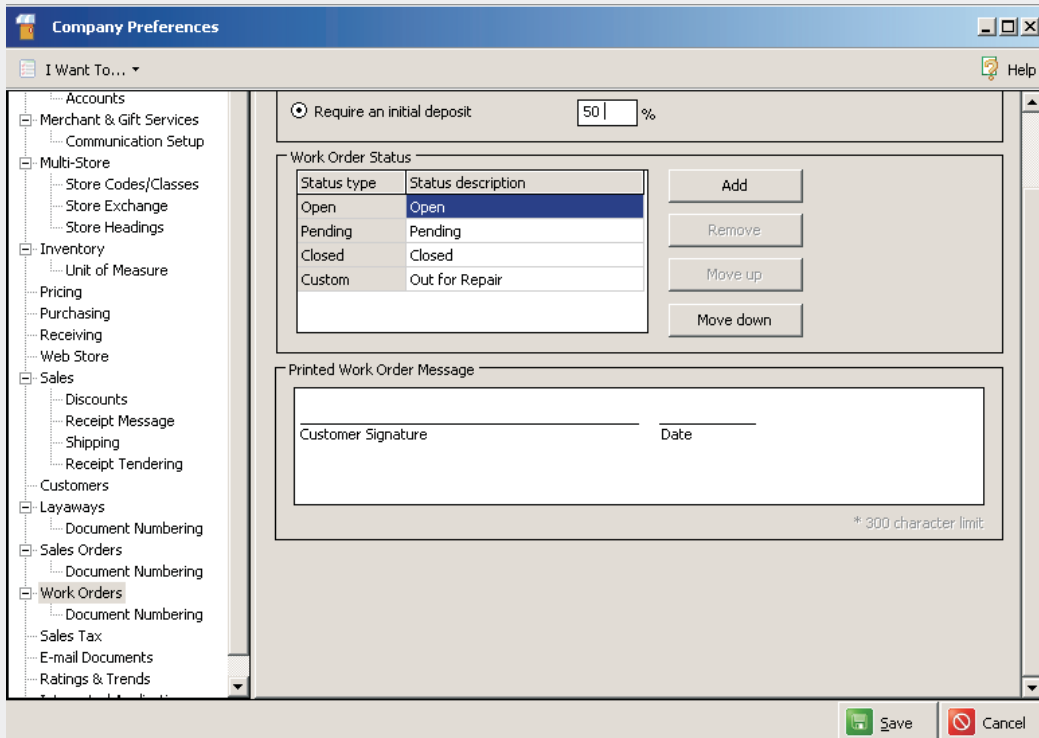 Company Preferences
I Want To...
Help
Accounts
Merchant & Gift Services
Communication Setup
Multi-Store
Store Codes/Classes
Store Exchange
Store Headings
Inventory
Unit of Measure
Pricing
Purchasing
Receiving
Web Store
Sales
Discounts
Receipt Message
Shipping
Receipt Tendering
Customers
Layaways
Document Numbering
Sales Orders
Document Numbering
Work Orders
Document Numbering
Sales Tax
E-mail Documents
Ratings & Trends
Require an initial deposit 50 %
Work Order Status
Status type Status description
Open Open
Pending Pending
Closed Closed
Custom Out for Repair
Add
Remove
Move up
Move down
Printed Work Order Message
Customer Signature Date
* 300 character limit
Save Cancel